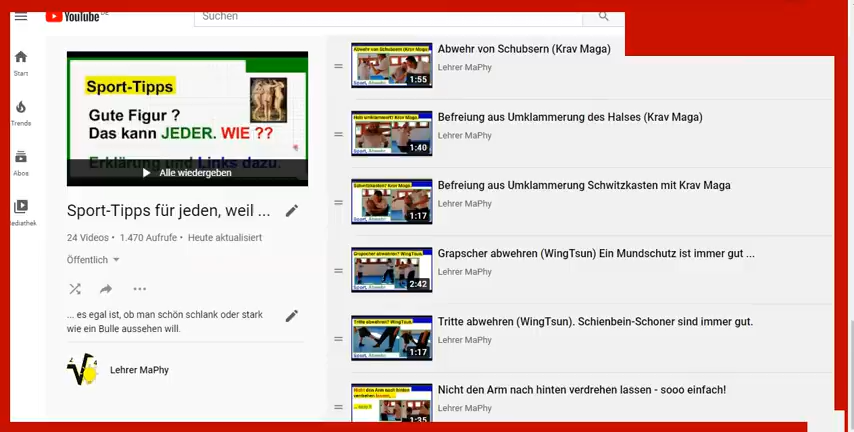 YouTube DE
Suchen
Start
Trends
Abos
Mediathek
Sport-Tipps
Gute Figur ?
Das kann JEDER. WIE ??
Erklärung und Links dazu.
Alle wiedergeben
Sport-Tipps für jeden, weil ...
24 Videos • 1.470 Aufrufe • Heute aktualisiert
Öffentlich
... es egal ist, ob man schön schlank oder stark
wie ein Bulle aussehen will.
Lehrer MaPhy
Abwehr von Schubsern (Krav Maga)
Lehrer MaPhy
1:55
Befreiung aus Umklammerung des Halses (Krav Maga)
Lehrer MaPhy
1:40
Befreiung aus Umklammerung Schwitzkasten mit Krav Maga
Lehrer MaPhy
1:17
Grapscher abwehren (WingTsun) Ein Mundschutz ist immer gut ...
Lehrer MaPhy
2:42
Tritte abwehren (WingTsun). Schienbein-Schoner sind immer gut.
Lehrer MaPhy
1:17
Nicht den Arm nach hinten verdrehen lassen - sooo einfach!
Lehrer MaPhy
1:35